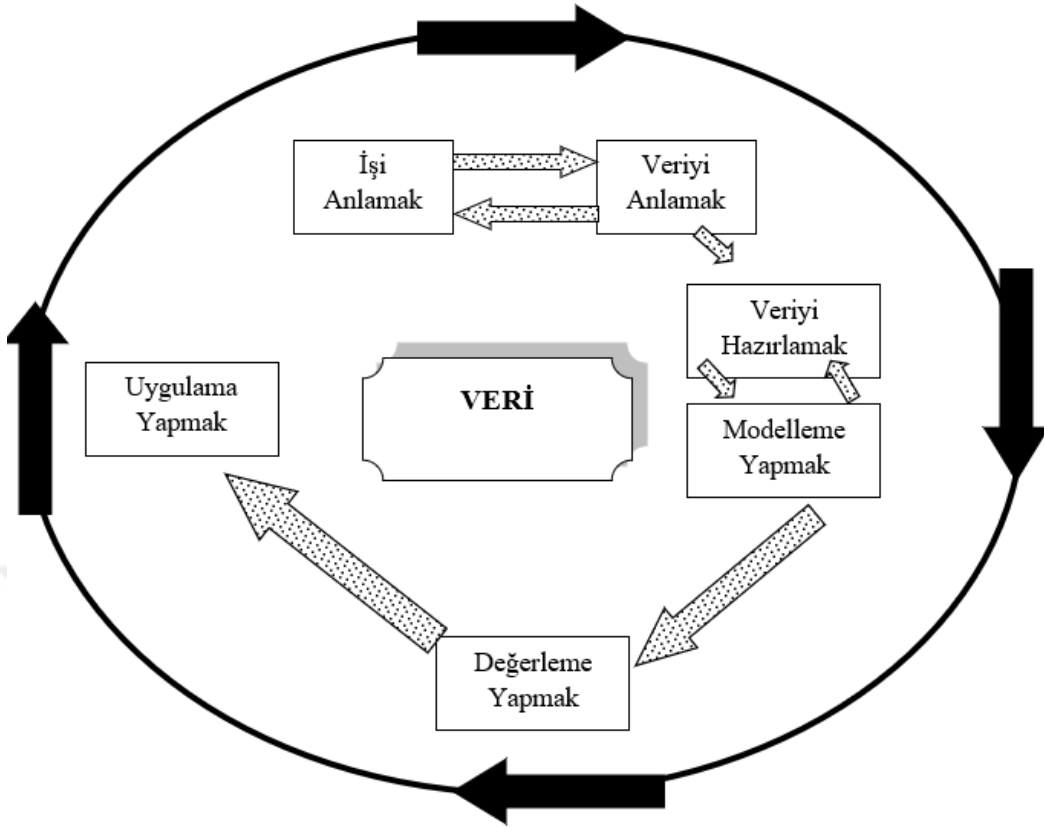 İşi
Anlamak
Veriyi
Anlamak
Veriyi
Hazırlamak
Modelleme
Yapmak
Değerleme
Yapmak
Uygulama
Yapmak
VERİ